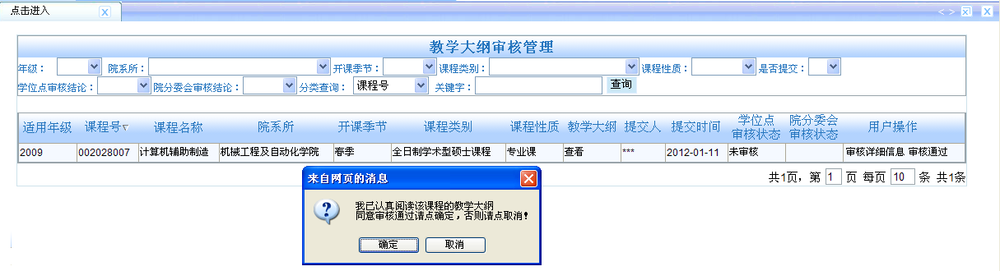 点击进入
教学大纲审核管理
年级： 院系所： 开课季节： 课程类别： 课程性质： 是否提交：
学位点审核结论： 院分委会审核结论： 分类查询： 课程号 关键字： 查询
适用年级 课程号▽ 课程名称 院系所 开课季节 课程类别 课程性质 教学大纲 提交人 提交时间 学位点审核状态 院分委会审核状态 用户操作
2009 002028007 计算机辅助制造 机械工程及自动化学院 春季 全日制学术型硕士课程 专业课 查看 *** 2012-01-11 未审核 审核详细信息 审核通过
共1页，第 1 页 每页 10 条 共1条
来自网页的消息
我已认真阅读该课程的教学大纲
同意审核通过请点确定，否则请点取消！
确定 取消